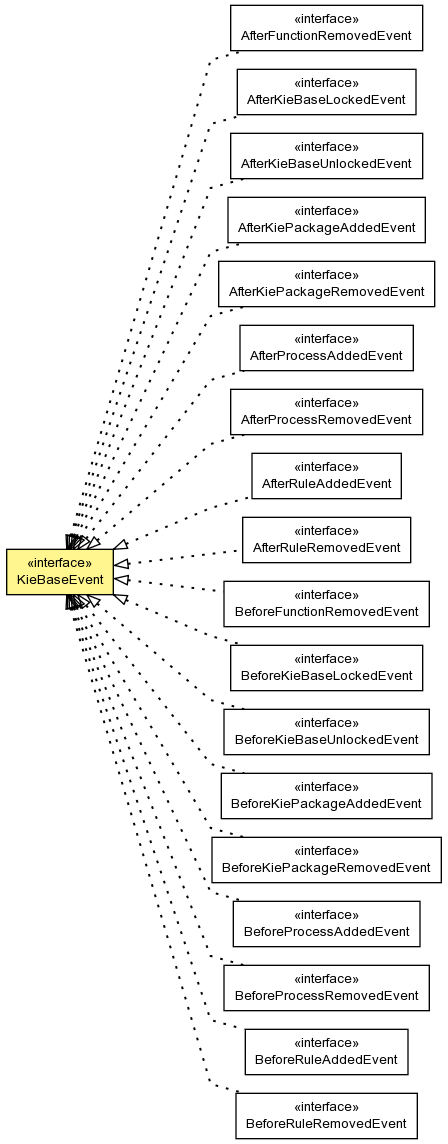 «interface»
AfterFunctionRemovedEvent
«interface»
AfterKieBaseLockedEvent
«interface»
AfterKieBaseUnlockedEvent
«interface»
AfterKiePackageAddedEvent
«interface»
AfterKiePackageRemovedEvent
«interface»
AfterProcessAddedEvent
«interface»
AfterProcessRemovedEvent
«interface»
AfterRuleAddedEvent
«interface»
AfterRuleRemovedEvent
«interface»
KieBaseEvent
«interface»
BeforeFunctionRemovedEvent
«interface»
BeforeKieBaseLockedEvent
«interface»
BeforeKieBaseUnlockedEvent
«interface»
BeforeKiePackageAddedEvent
«interface»
BeforeKiePackageRemovedEvent
«interface»
BeforeProcessAddedEvent
«interface»
BeforeProcessRemovedEvent
«interface»
BeforeRuleAddedEvent
«interface»
BeforeRuleRemovedEvent